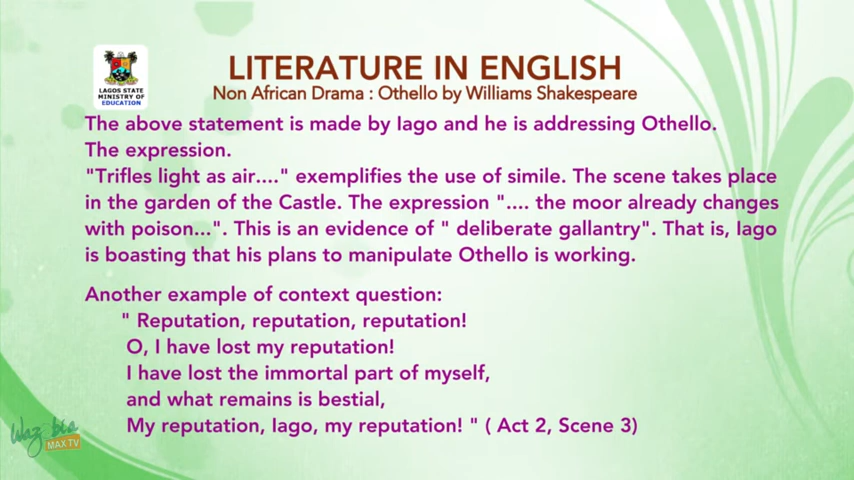 LAGOS STATE
MINISTRY OF
EDUCATION
LITERATURE IN ENGLISH
Non African Drama : Othello by Williams Shakespeare
The above statement is made by Iago and he is addressing Othello.
The expression.
"Trifles light as air...." exemplifies the use of simile. The scene takes place
in the garden of the Castle. The expression ".... the moor already changes
with poison...". This is an evidence of " deliberate gallantry". That is, Iago
is boasting that his plans to manipulate Othello is working.
Another example of context question:
" Reputation, reputation, reputation!
O, I have lost my reputation!
I have lost the immortal part of myself,
and what remains is bestial,
My reputation, Iago, my reputation! " ( Act 2, Scene 3)
MAX TV